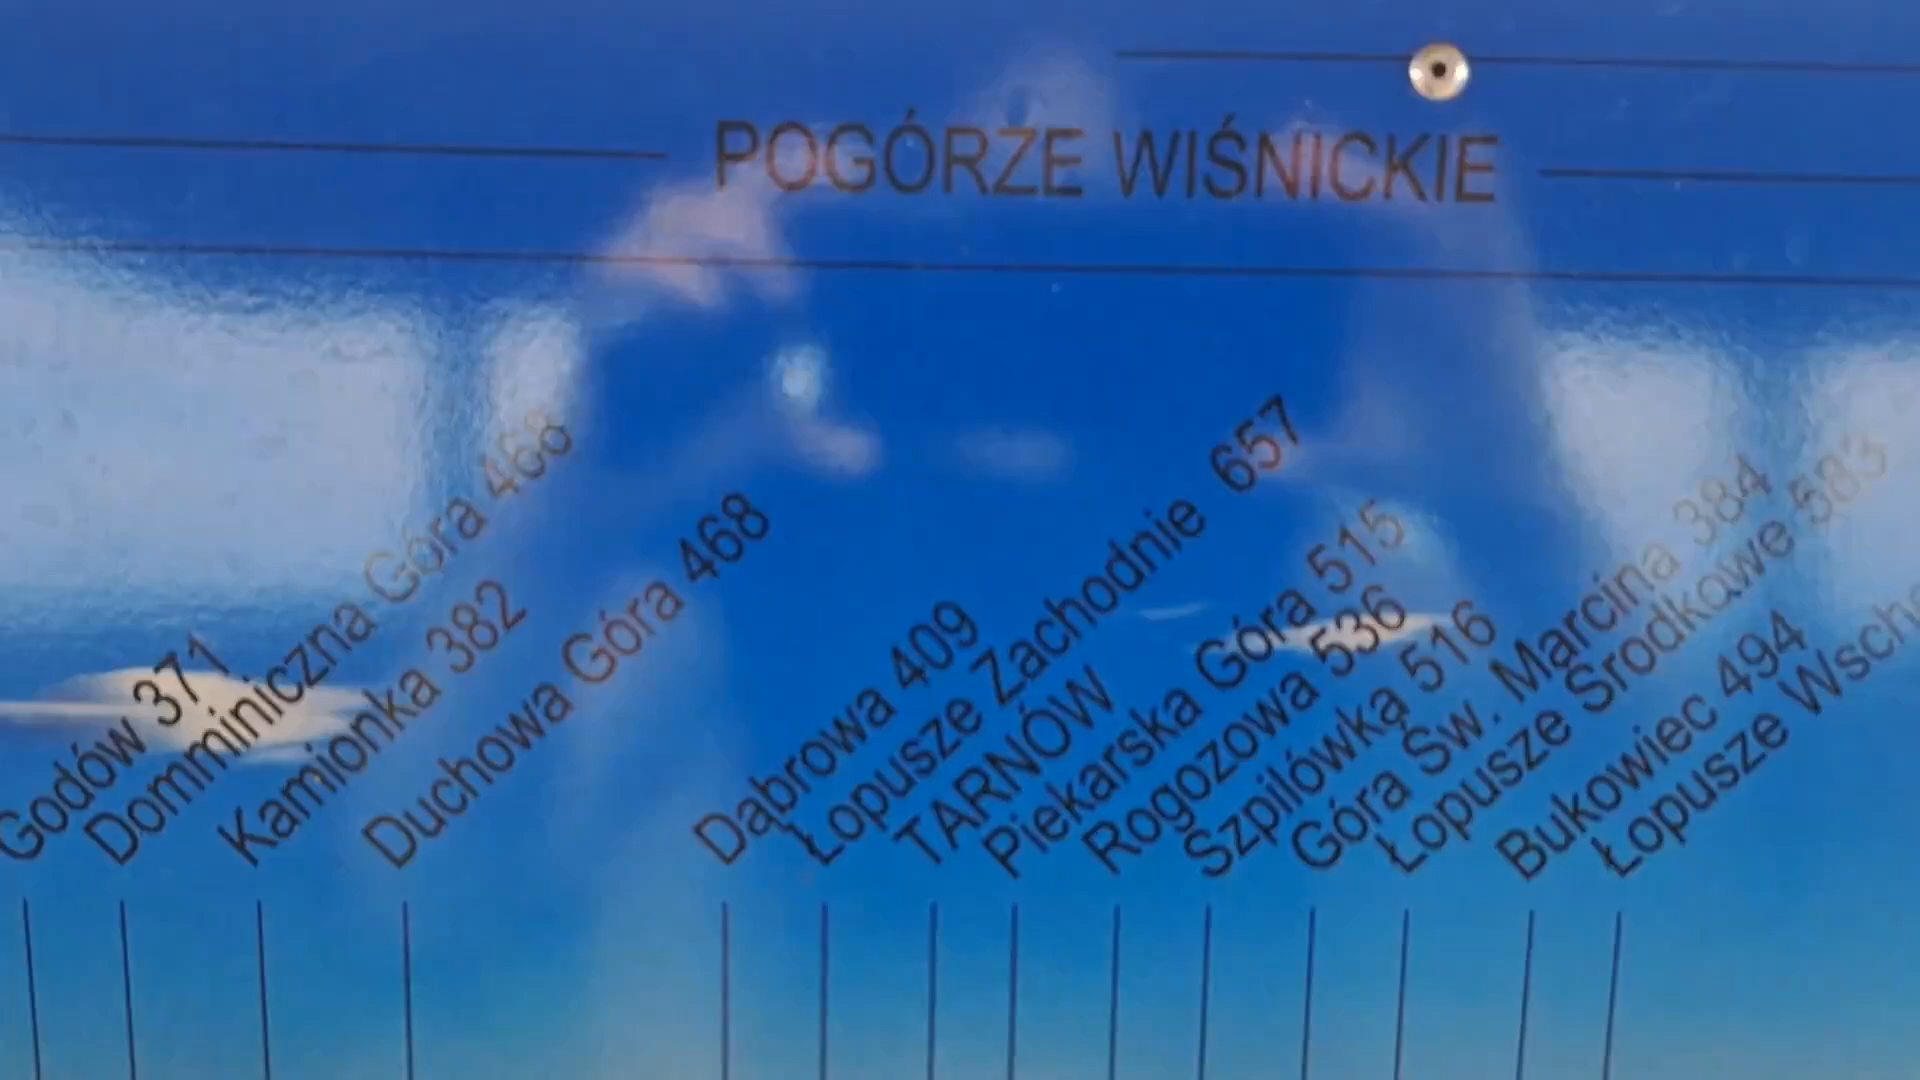 POGÓRZE WIŚNICKIE
Godów 371
Domminiczna Góra 468
Kamionka 382
Duchowa Góra 468
Dąbrowa 409
Łopusze Zachodnie 657
TARNÓW
Piekarska Góra 515
Rogozowa 536
Szpilówka 516
Góra Św. Marcina 384
Łopusze Środkowe 583
Bukowiec 494
Łopusze